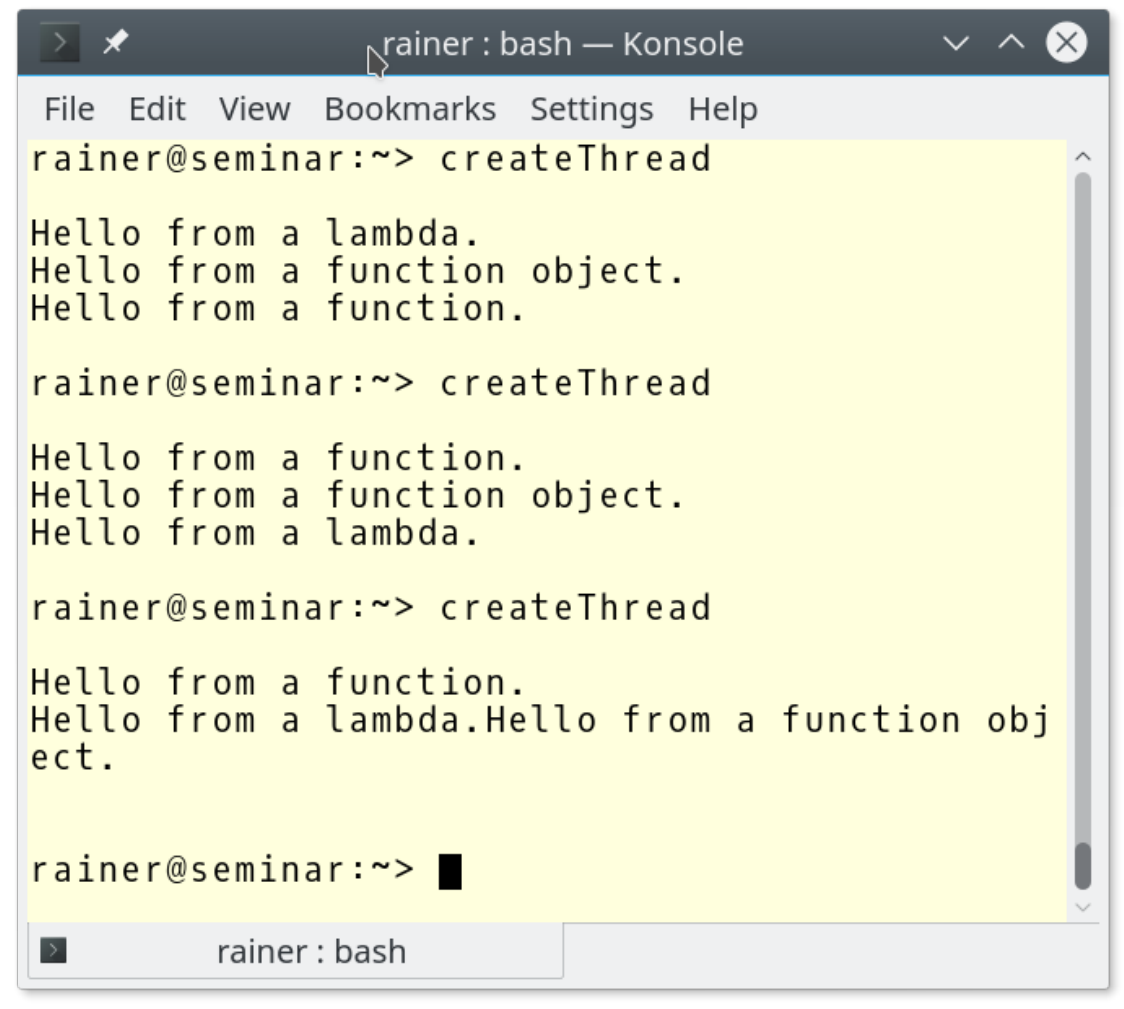 rainer : bash — Konsole
File Edit View Bookmarks Settings Help
rainer@seminar:~> createThread
Hello from a lambda.
Hello from a function object.
Hello from a function.
rainer@seminar:~> createThread
Hello from a function.
Hello from a function object.
Hello from a lambda.
rainer@seminar:~> createThread
Hello from a function.
Hello from a lambda.Hello from a function obj
ect.
rainer@seminar:~>
rainer : bash